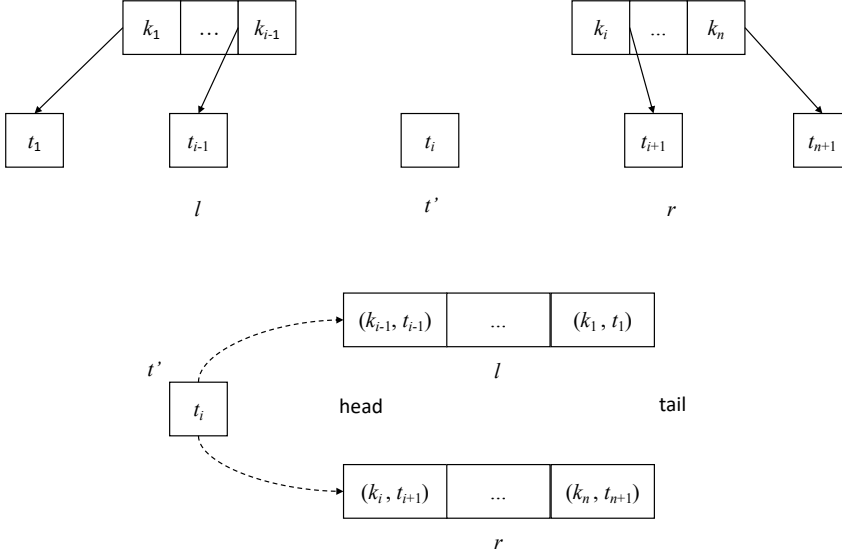 k₁ … kᵢ₋₁ kᵢ ... kₙ
t₁ tᵢ₋₁ tᵢ tᵢ₊₁ tₙ₊₁
l t’ r
(kᵢ₋₁, tᵢ₋₁) ... (k₁, t₁)
t’ l
tᵢ head tail
(kᵢ, tᵢ₊₁) ... (kₙ, tₙ₊₁)
r